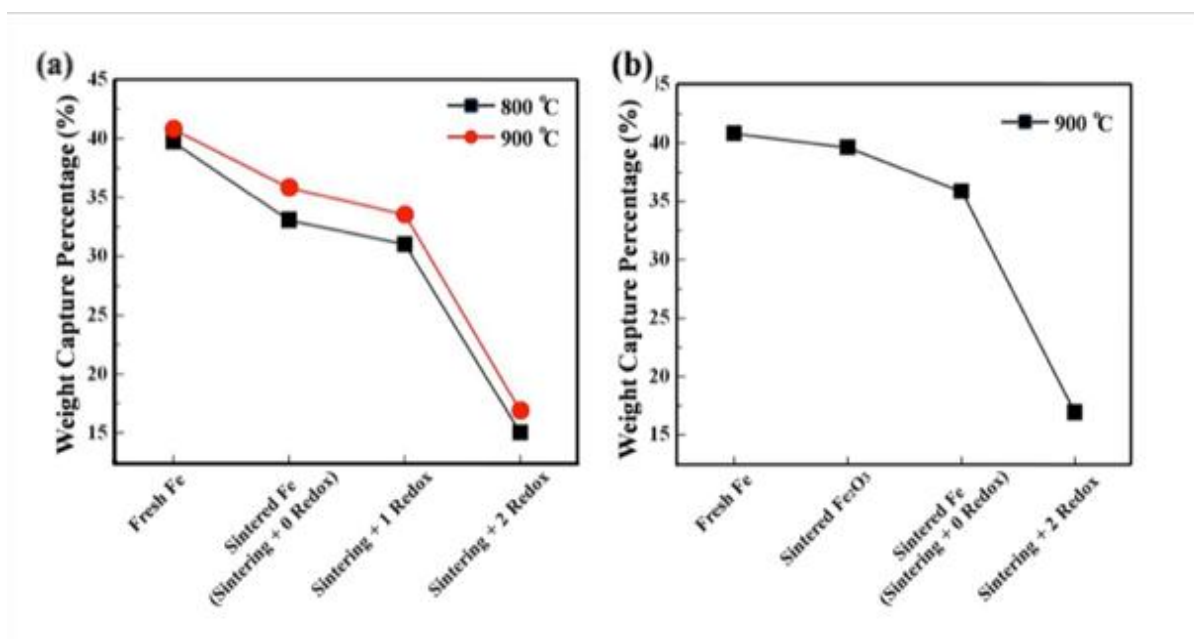 (a)
45
40
35
30
25
20
15
Weight Capture Percentage (%)
800 ℃
900 ℃
Fresh Fe
Sintered Fe
(Sintering + 0 Redox)
Sintering + 1 Redox
Sintering + 2 Redox
(b)
45
40
35
30
25
20
15
Weight Capture Percentage (%)
900 ℃
Fresh Fe
Sintered Fe₂O₃
Sintered Fe
(Sintering + 0 Redox)
Sintering + 2 Redox